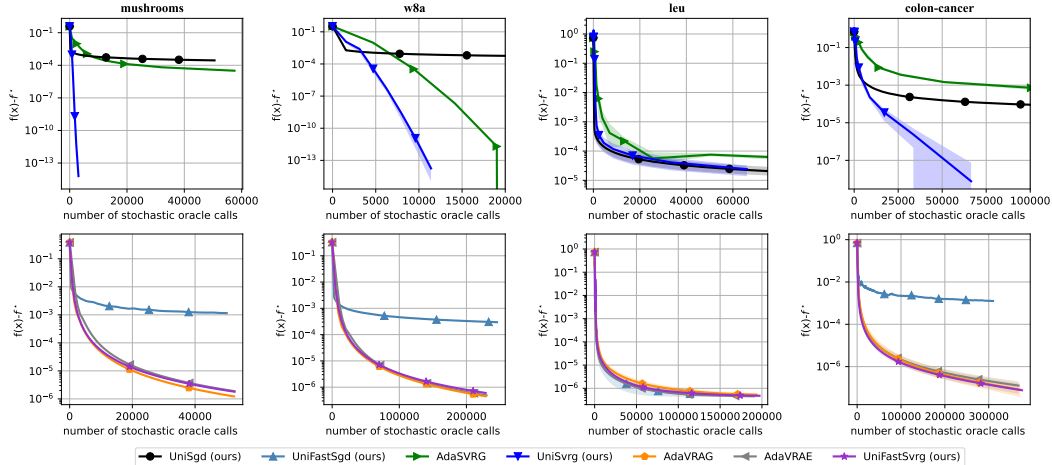 mushrooms
w8a
leu
colon-cancer
f(x)-f*
10⁻¹
10⁻⁴
10⁻⁷
10⁻¹⁰
10⁻¹³
0 20000 40000 60000
number of stochastic oracle calls
f(x)-f*
10⁻¹
10⁻⁴
10⁻⁷
10⁻¹⁰
10⁻¹³
0 5000 10000 15000 20000
number of stochastic oracle calls
f(x)-f*
10⁰
10⁻¹
10⁻²
10⁻³
10⁻⁴
10⁻⁵
0 20000 40000 60000
number of stochastic oracle calls
f(x)-f*
10⁻¹
10⁻³
10⁻⁵
10⁻⁷
0 25000 50000 75000 100000
number of stochastic oracle calls
f(x)-f*
10⁻¹
10⁻²
10⁻³
10⁻⁴
10⁻⁵
10⁻⁶
0 20000 40000
number of stochastic oracle calls
f(x)-f*
10⁻¹
10⁻²
10⁻³
10⁻⁴
10⁻⁵
10⁻⁶
0 100000 200000
number of stochastic oracle calls
f(x)-f*
10⁰
10⁻¹
10⁻²
10⁻³
10⁻⁴
10⁻⁵
10⁻⁶
0 50000 100000 150000 200000
number of stochastic oracle calls
f(x)-f*
10⁰
10⁻²
10⁻⁴
10⁻⁶
0 100000 200000 300000
number of stochastic oracle calls
UniSgd (ours) UniFastSgd (ours) AdaSVRG UniSvrg (ours) AdaVRAG AdaVRAE UniFastSvrg (ours)